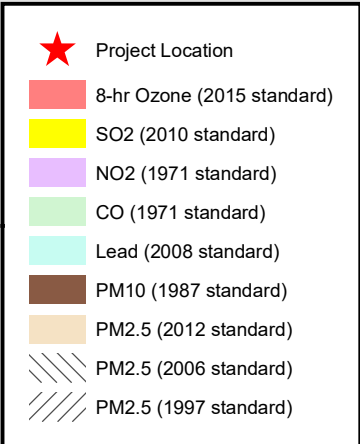 Project Location
8-hr Ozone (2015 standard)
SO2 (2010 standard)
NO2 (1971 standard)
CO (1971 standard)
Lead (2008 standard)
PM10 (1987 standard)
PM2.5 (2012 standard)
PM2.5 (2006 standard)
PM2.5 (1997 standard)